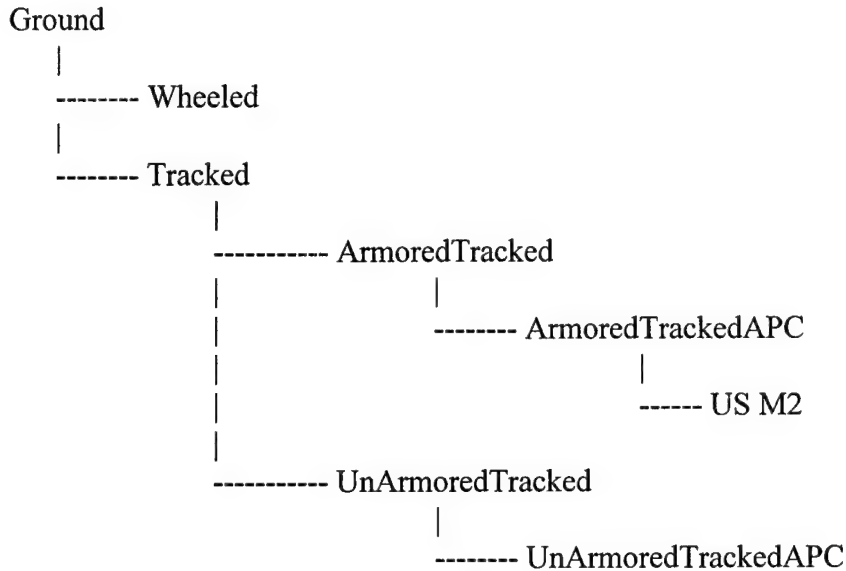 Ground
|
-------- Wheeled
|
-------- Tracked
|
----------- ArmoredTracked
| |
| -------- ArmoredTrackedAPC
| |
| ------ US M2
|
----------- UnArmoredTracked
|
-------- UnArmoredTrackedAPC